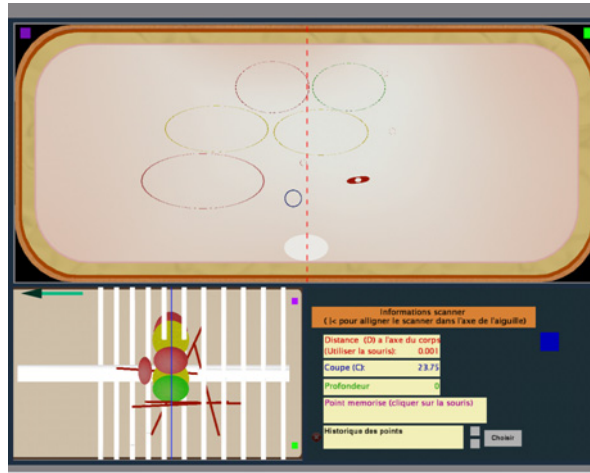 Informations scanner
( I< pour alligner le scanner dans l'axe de l'aiguille)
Distance (D) a l'axe du corps
(Utiliser la souris): 0.001
Coupe (C): 23.75
Profondeur 0
Point memorise (cliquer sur la souris)
Historique des points
Choisir